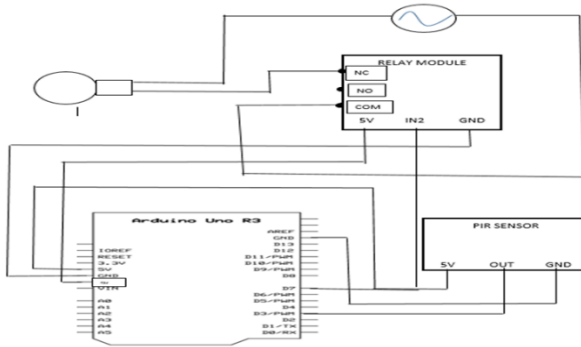 RELAY MODULE
NC
NO
COM
5V IN2 GND
Arduino Uno R3
PIR SENSOR
5V OUT GND
AREF
GND
D13
D12
D11/PWM
D10/PWM
D9/PWM
D8
D7
D6/PWM
D5/PWM
D4
D3/PWM
D2
D1/TX
D0/RX
IOREF
RESET
3.3V
5V
GND
VIN
A0
A1
A2
A3
A4
A5